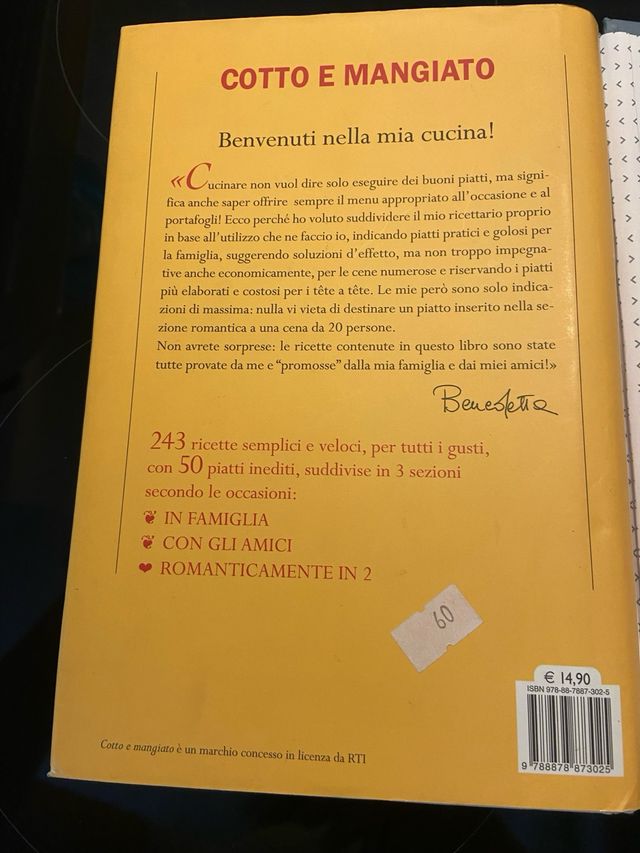 COTTO E MANGIATO
Benvenuti nella mia cucina!
«Cucinare non vuol dire solo eseguire dei buoni piatti, ma signi-
fica anche saper offrire sempre il menu appropriato all'occasione e al
portafogli! Ecco perché ho voluto suddividere il mio ricettario proprio
in base all'utilizzo che ne faccio io, indicando piatti pratici e golosi per
la famiglia, suggerendo soluzioni d'effetto, ma non troppo impegna-
tive anche economicamente, per le cene numerose e riservando i piatti
più elaborati e costosi per i tête a tête. Le mie però sono solo indica-
zioni di massima: nulla vi vieta di destinare un piatto inserito nella se-
zione romantica a una cena da 20 persone.
Non avrete sorprese: le ricette contenute in questo libro sono state
tutte provate da me e “promosse” dalla mia famiglia e dai miei amici!»
Benedetta
243 ricette semplici e veloci, per tutti i gusti,
con 50 piatti inediti, suddivise in 3 sezioni
secondo le occasioni:
❦ IN FAMIGLIA
❦ CON GLI AMICI
❤ ROMANTICAMENTE IN 2
60
€ 14,90
ISBN 978-88-7887-302-5
9 788878 873025
Cotto e mangiato è un marchio concesso in licenza da RTI